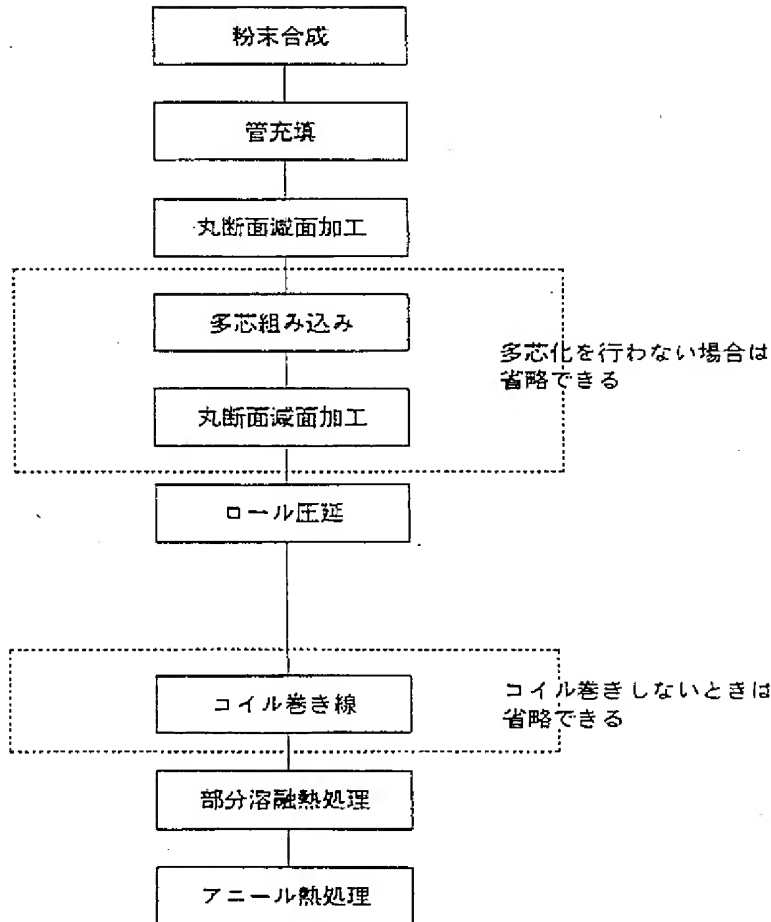 粉末合成
管充填
丸断面減面加工
多芯組み込み
多芯化を行わない場合は
省略できる
丸断面減面加工
ロール圧延
コイル巻き線
コイル巻きしないときは
省略できる
部分溶融熱処理
アニール熱処理